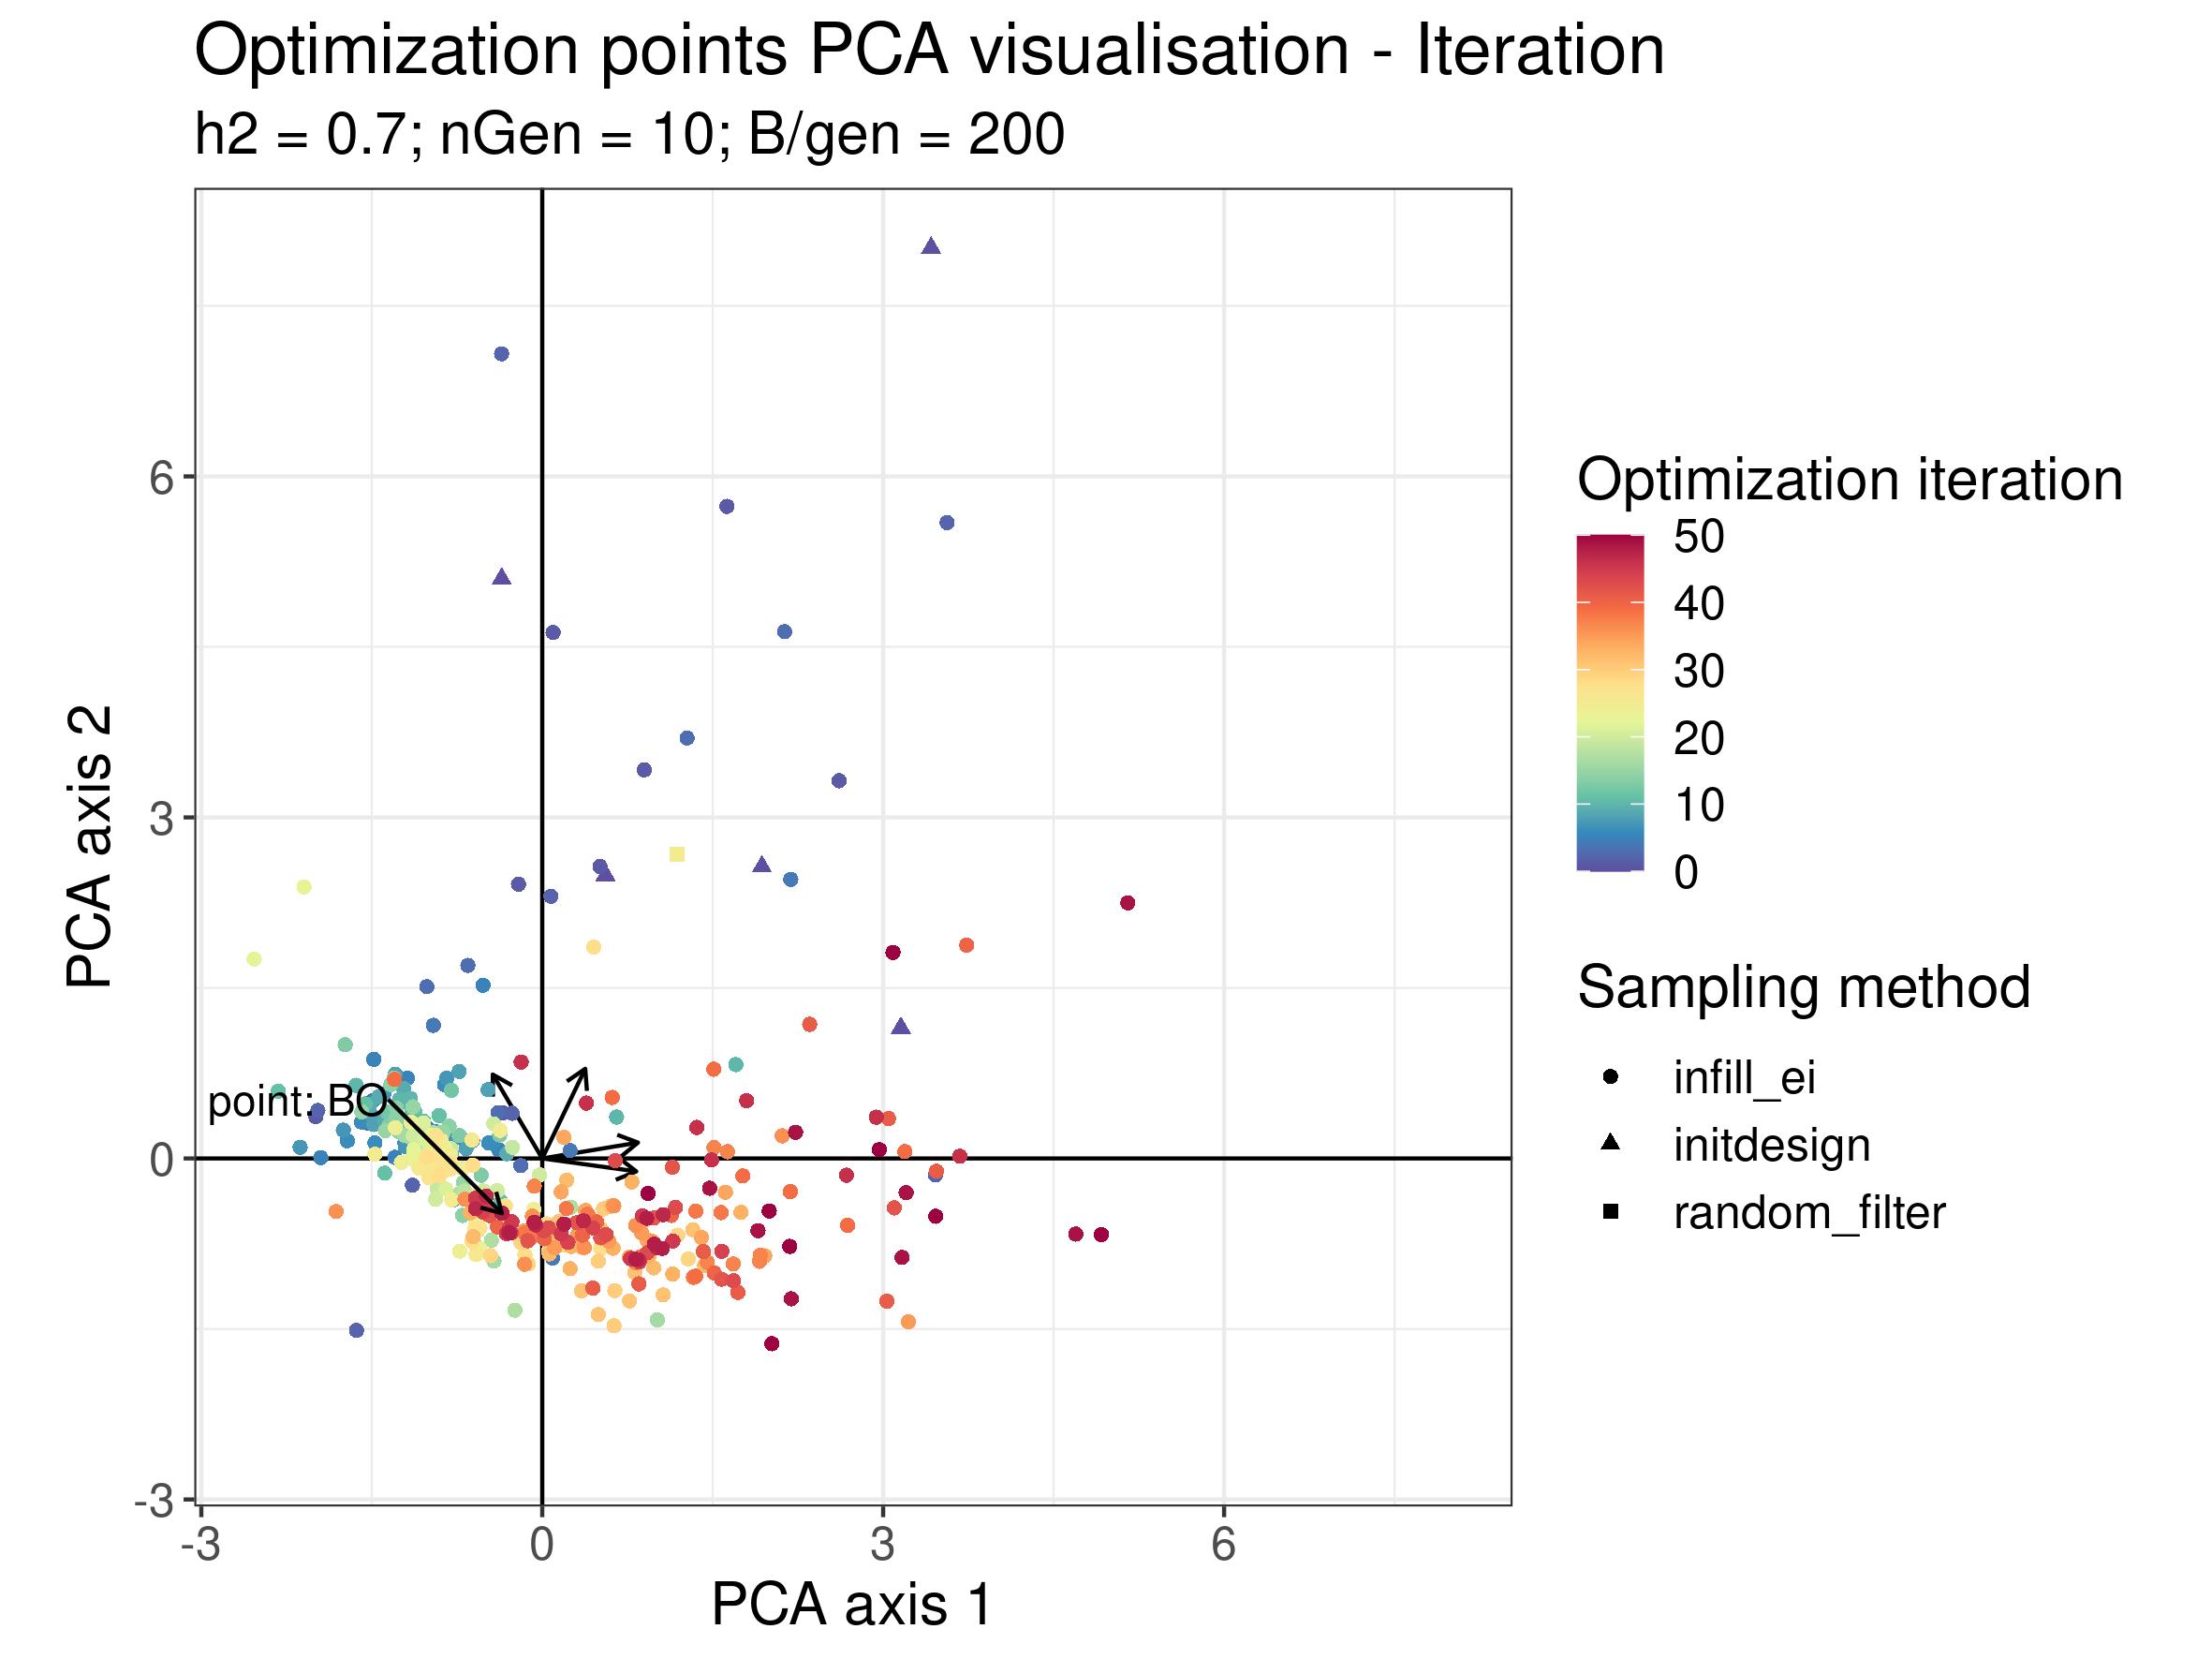 Optimization points PCA visualisation - Iteration
h2 = 0.7; nGen = 10; B/gen = 200
PCA axis 2
6
3
0
-3
point: BO
-3
0
3
6
PCA axis 1
Optimization iteration
50
40
30
20
10
0
Sampling method
infill_ei
initdesign
random_filter